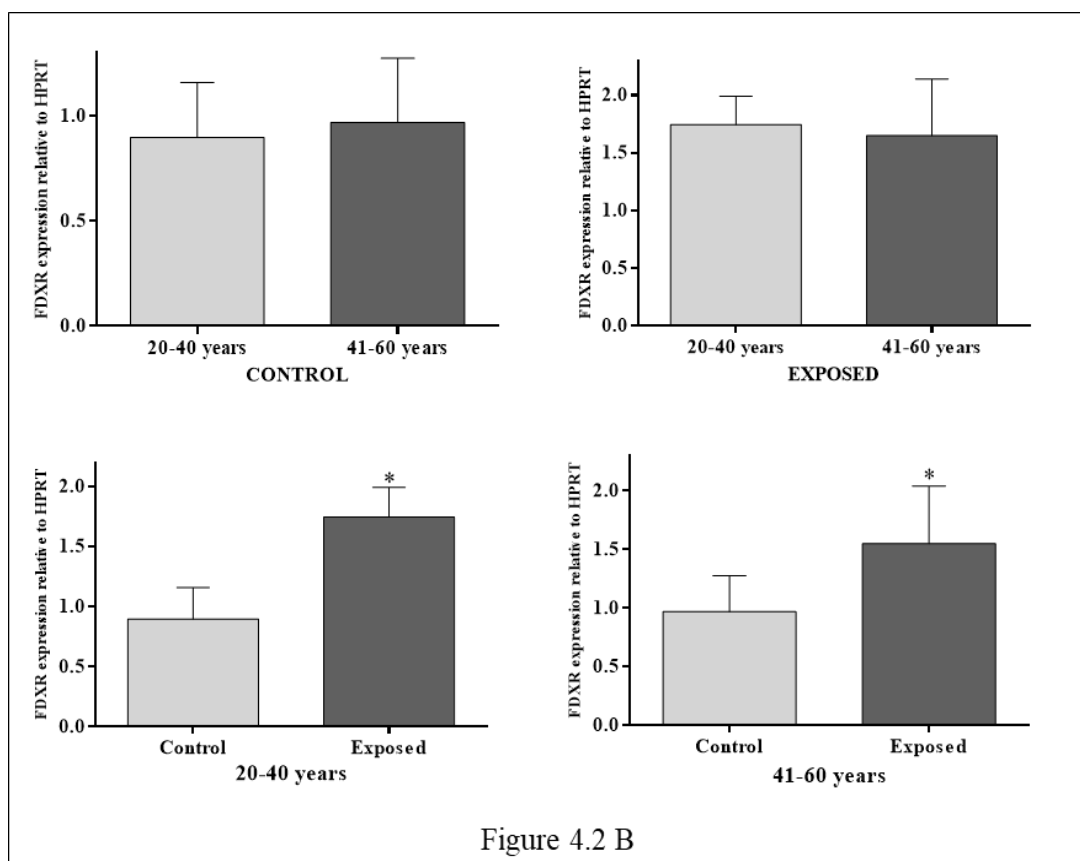 FDXR expression relative to HPRT
1.0
0.5
0.0
20-40 years
41-60 years
CONTROL
FDXR expression relative to HPRT
2.0
1.5
1.0
0.5
0.0
20-40 years
41-60 years
EXPOSED
FDXR expression relative to HPRT
2.0
1.5
1.0
0.5
0.0
*
Control
Exposed
20-40 years
FDXR expression relative to HPRT
2.0
1.5
1.0
0.5
0.0
*
Control
Exposed
41-60 years
Figure 4.2 B